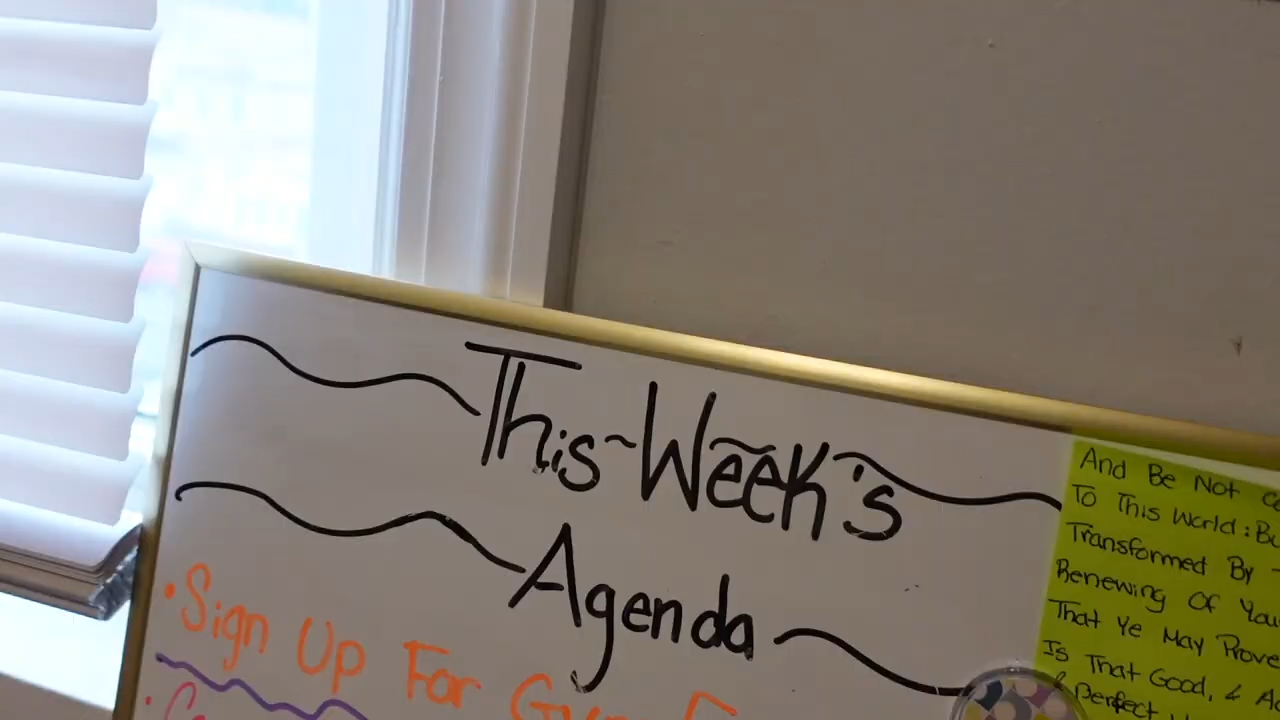 This Week's
Agenda
• Sign Up For
And Be Not
To This World: Bu
Transformed By
Renewing Of You
That Ye May Prove
Is That Good, & A
& Perfect